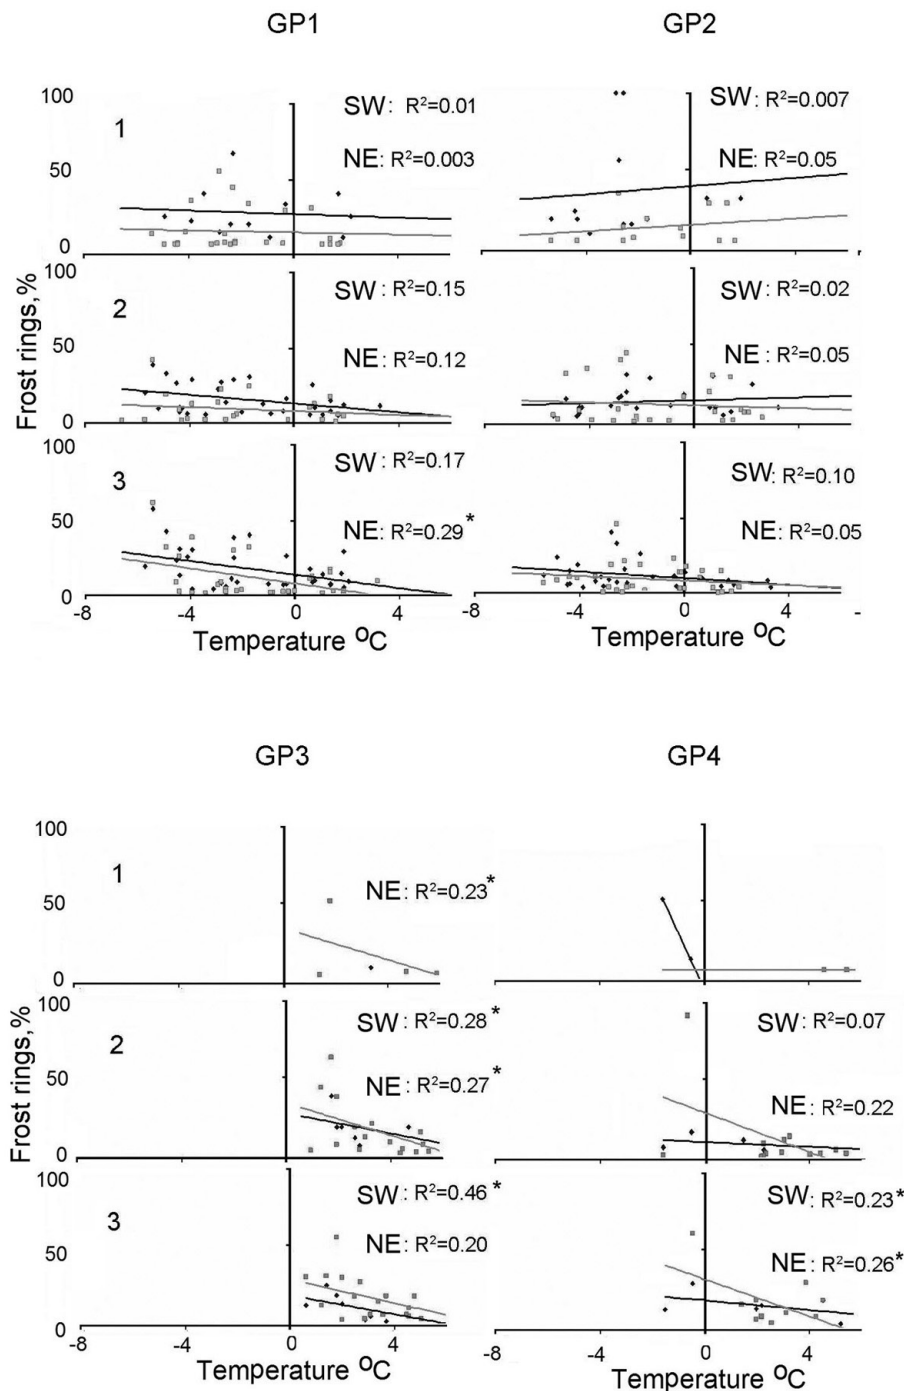 GP1
GP2
Frost rings,%
1
100
50
0
SW: R²=0.01
NE: R²=0.003
SW: R²=0.007
NE: R²=0.05
2
100
50
0
SW: R²=0.15
NE: R²=0.12
SW: R²=0.02
NE: R²=0.05
3
100
50
0
SW: R²=0.17
NE: R²=0.29*
SW: R²=0.10
NE: R²=0.05
-8 -4 0 4 -8 -4 0 4
Temperature °C
Temperature °C
GP3
GP4
Frost rings,%
1
100
50
0
NE: R²=0.23*
2
100
50
0
SW: R²=0.28*
NE: R²=0.27*
SW: R²=0.07
NE: R²=0.22
3
100
50
0
SW: R²=0.46*
NE: R²=0.20
SW: R²=0.23*
NE: R²=0.26*
-8 -4 0 4 -8 -4 0 4
Temperature °C
Temperature °C